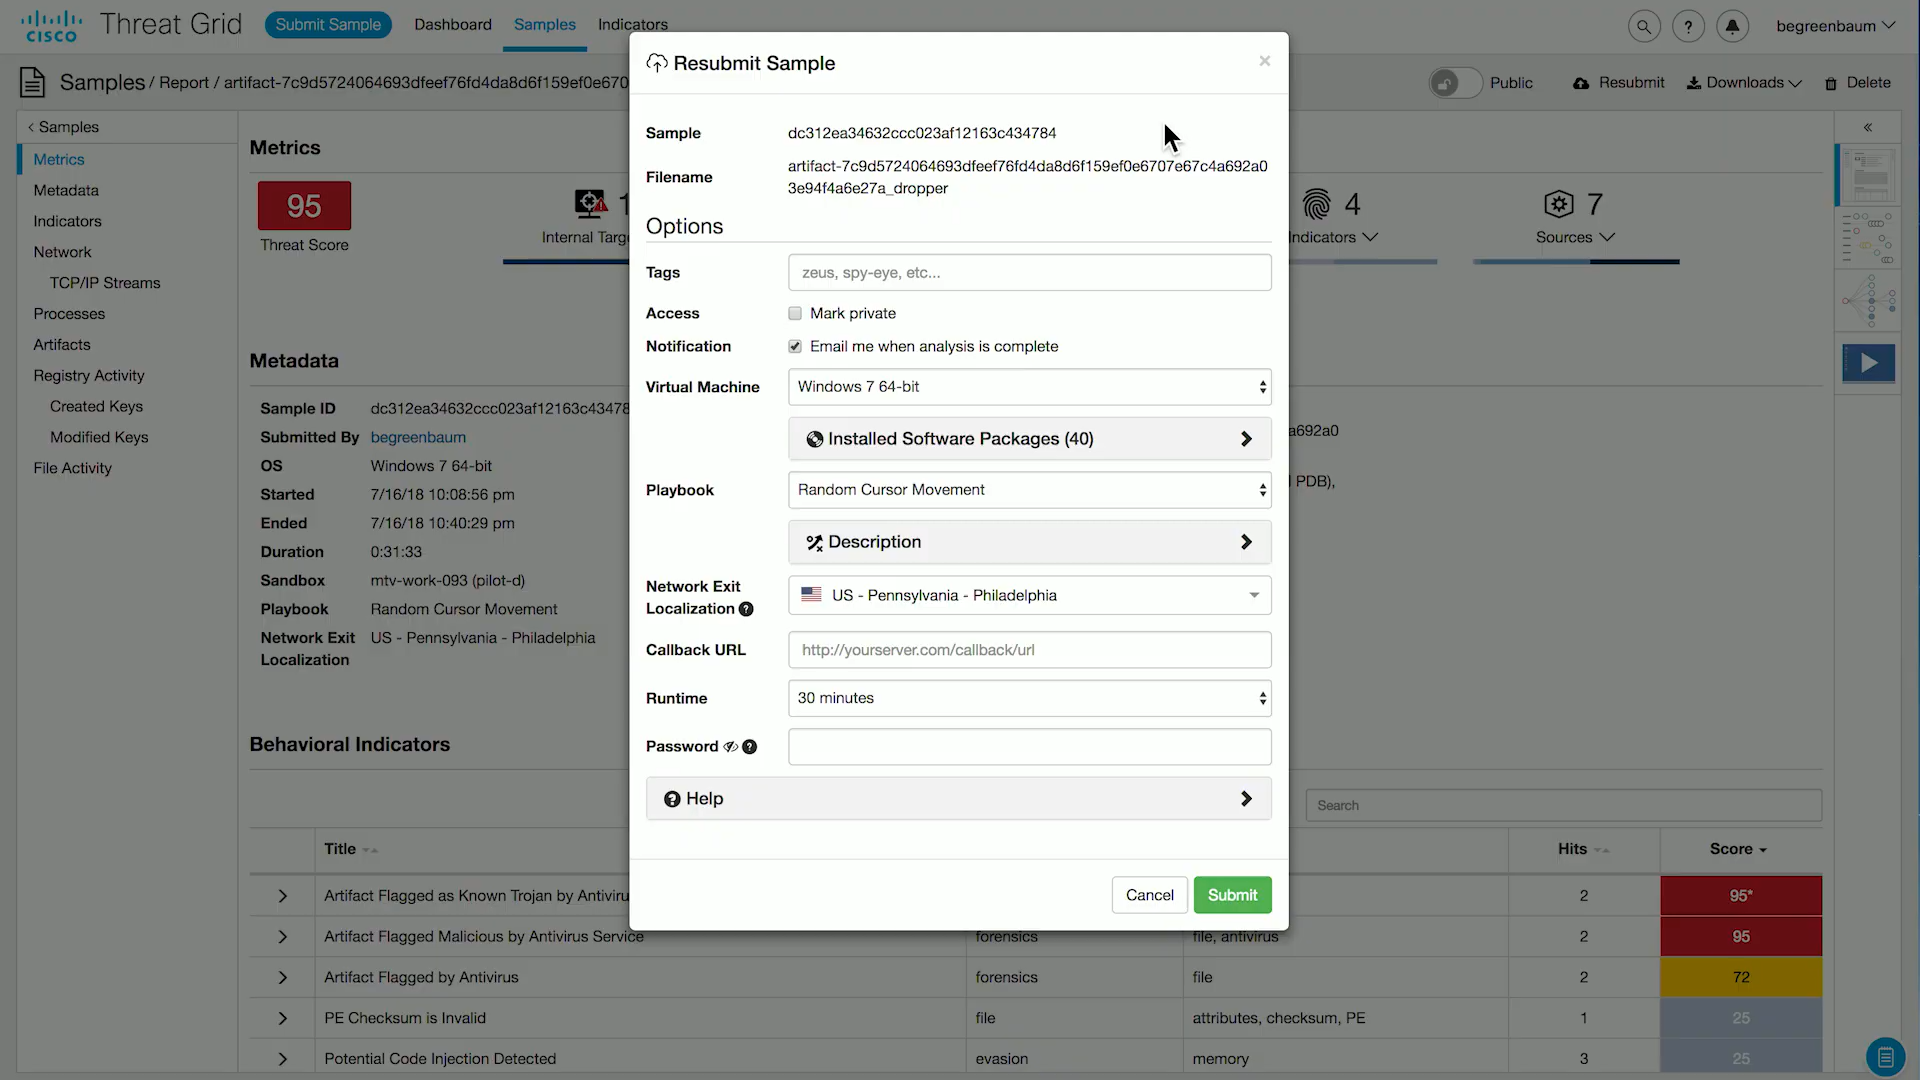 CISCO
Threat Grid
Submit Sample
Dashboard
Samples
Indicators
begreenbaum
Samples / Report / artifact-7c9d5724064693dfeef76fd4da8d6f159ef0e670
Public
Resubmit
Downloads
Delete
Samples
Metrics
Metadata
Indicators
Network
TCP/IP Streams
Processes
Artifacts
Registry Activity
Created Keys
Modified Keys
File Activity
Metrics
95
Threat Score
Internal Targe
4
Indicators
7
Sources
Metadata
Sample ID dc312ea34632ccc023af12163c43478
Submitted By begreenbaum
OS Windows 7 64-bit
Started 7/16/18 10:08:56 pm
Ended 7/16/18 10:40:29 pm
Duration 0:31:33
Sandbox mtv-work-093 (pilot-d)
Playbook Random Cursor Movement
Network Exit Localization US - Pennsylvania - Philadelphia
a692a0
PDB),
Resubmit Sample
×
Sample dc312ea34632ccc023af12163c434784
Filename artifact-7c9d5724064693dfeef76fd4da8d6f159ef0e6707e67c4a692a0
3e94f4a6e27a_dropper
Options
Tags zeus, spy-eye, etc...
Access Mark private
Notification Email me when analysis is complete
Virtual Machine Windows 7 64-bit
Installed Software Packages (40)
Playbook Random Cursor Movement
Description
Network Exit
Localization ? US - Pennsylvania - Philadelphia
Callback URL http://yourserver.com/callback/url
Runtime 30 minutes
Password ?
? Help
Cancel
Submit
Behavioral Indicators
Search
Title Hits Score
Artifact Flagged as Known Trojan by Antiviru 2 95*
Artifact Flagged Malicious by Antivirus Service forensics file, antivirus 2 95
Artifact Flagged by Antivirus forensics file 2 72
PE Checksum is Invalid file attributes, checksum, PE 1 25
Potential Code Injection Detected evasion memory 3 25